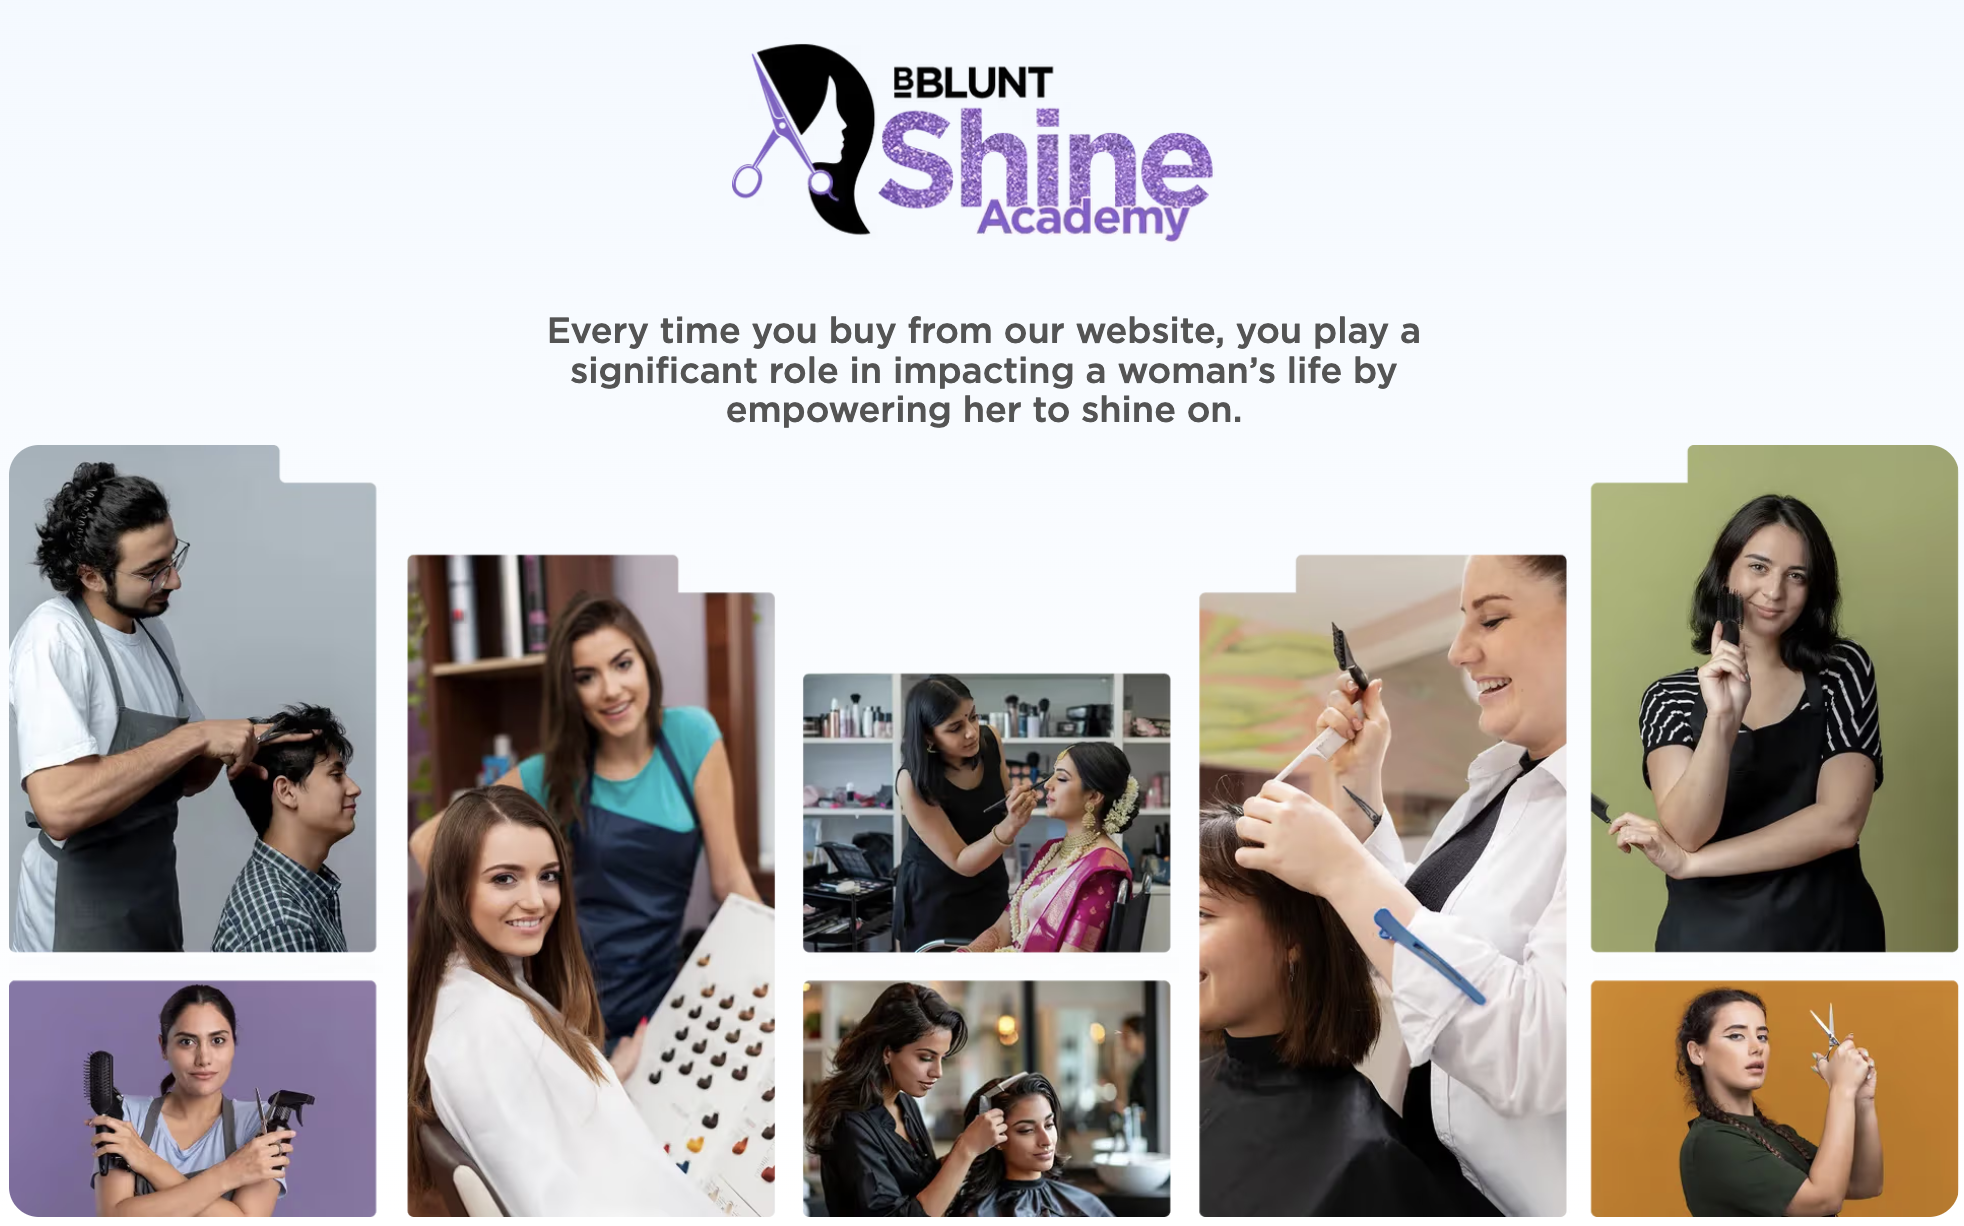 BBLUNT
Shine
Academy
Every time you buy from our website, you play a
significant role in impacting a woman’s life by
empowering her to shine on.